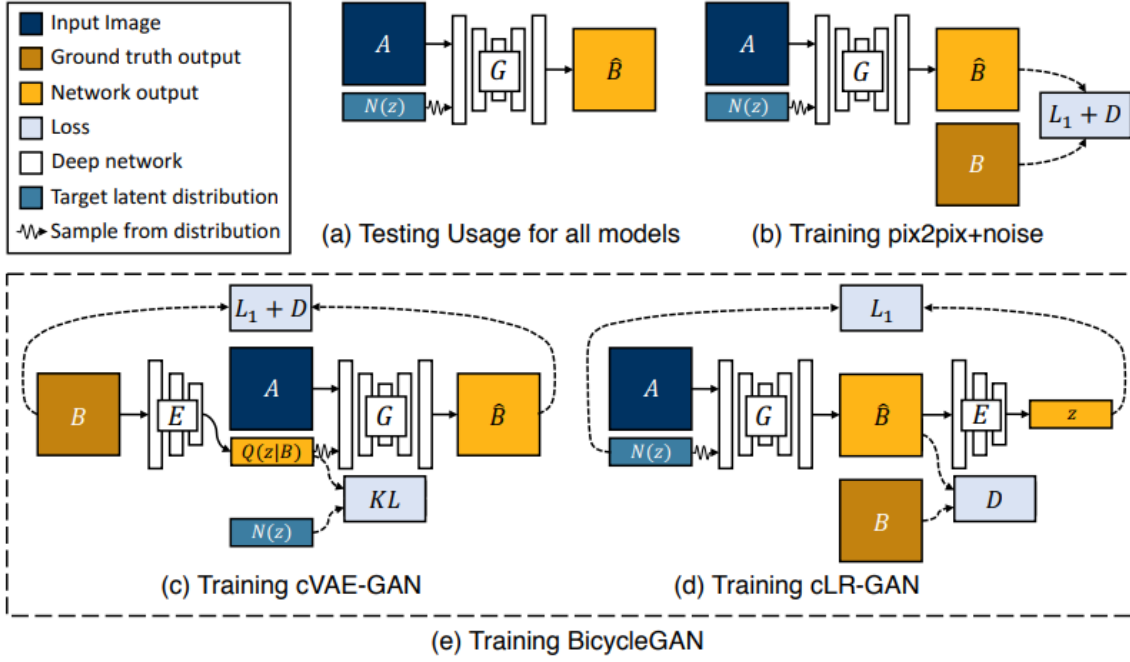 Input Image
Ground truth output
Network output
Loss
Deep network
Target latent distribution
Sample from distribution
A
N(z)
G
B̂
(a) Testing Usage for all models
A
N(z)
G
B̂
B
L₁ + D
(b) Training pix2pix+noise
L₁ + D
B
E
A
Q(z|B)
G
B̂
KL
N(z)
(c) Training cVAE-GAN
L₁
A
N(z)
G
B̂
E
z
B
D
(d) Training cLR-GAN
(e) Training BicycleGAN